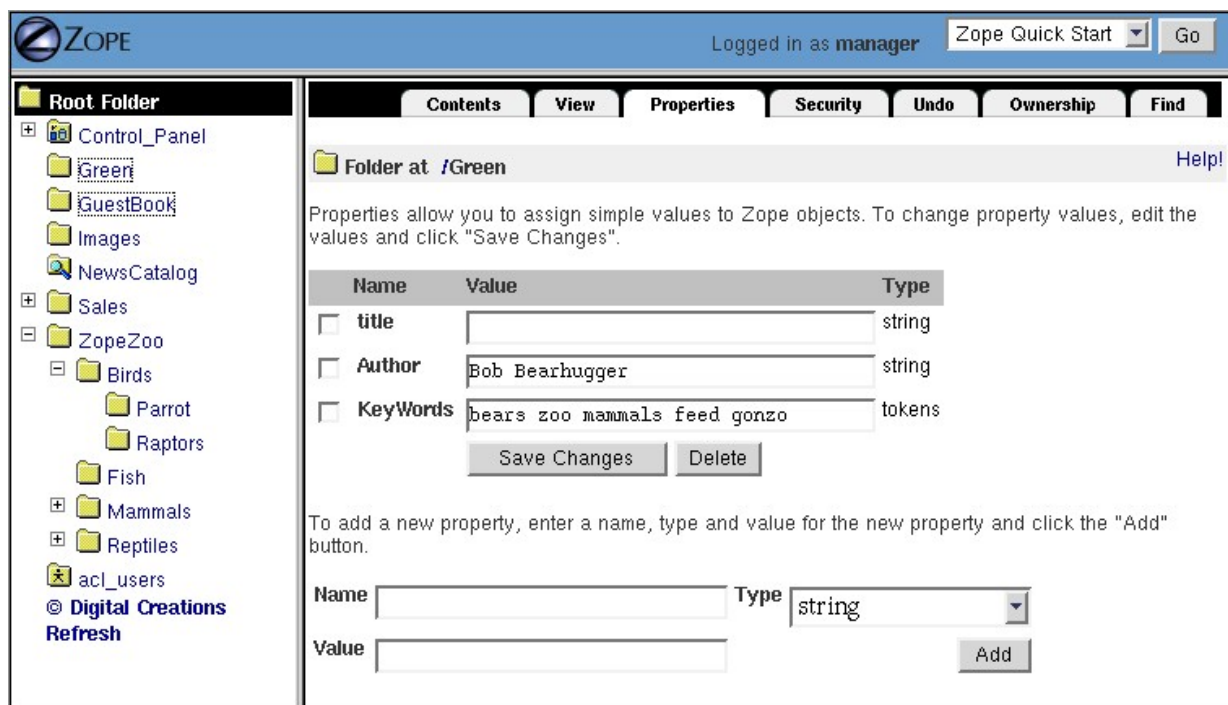 ZOPE
Logged in as manager
Zope Quick Start
Go
Root Folder
Control_Panel
Green
GuestBook
Images
NewsCatalog
Sales
ZopeZoo
Birds
Parrot
Raptors
Fish
Mammals
Reptiles
acl_users
© Digital Creations
Refresh
Contents View Properties Security Undo Ownership Find
Folder at /Green
Help!
Properties allow you to assign simple values to Zope objects. To change property values, edit the
values and click "Save Changes".
Name Value Type
title string
Author Bob Bearhugger string
KeyWords bears zoo mammals feed gonzo tokens
Save Changes Delete
To add a new property, enter a name, type and value for the new property and click the "Add"
button.
Name Type string
Value Add